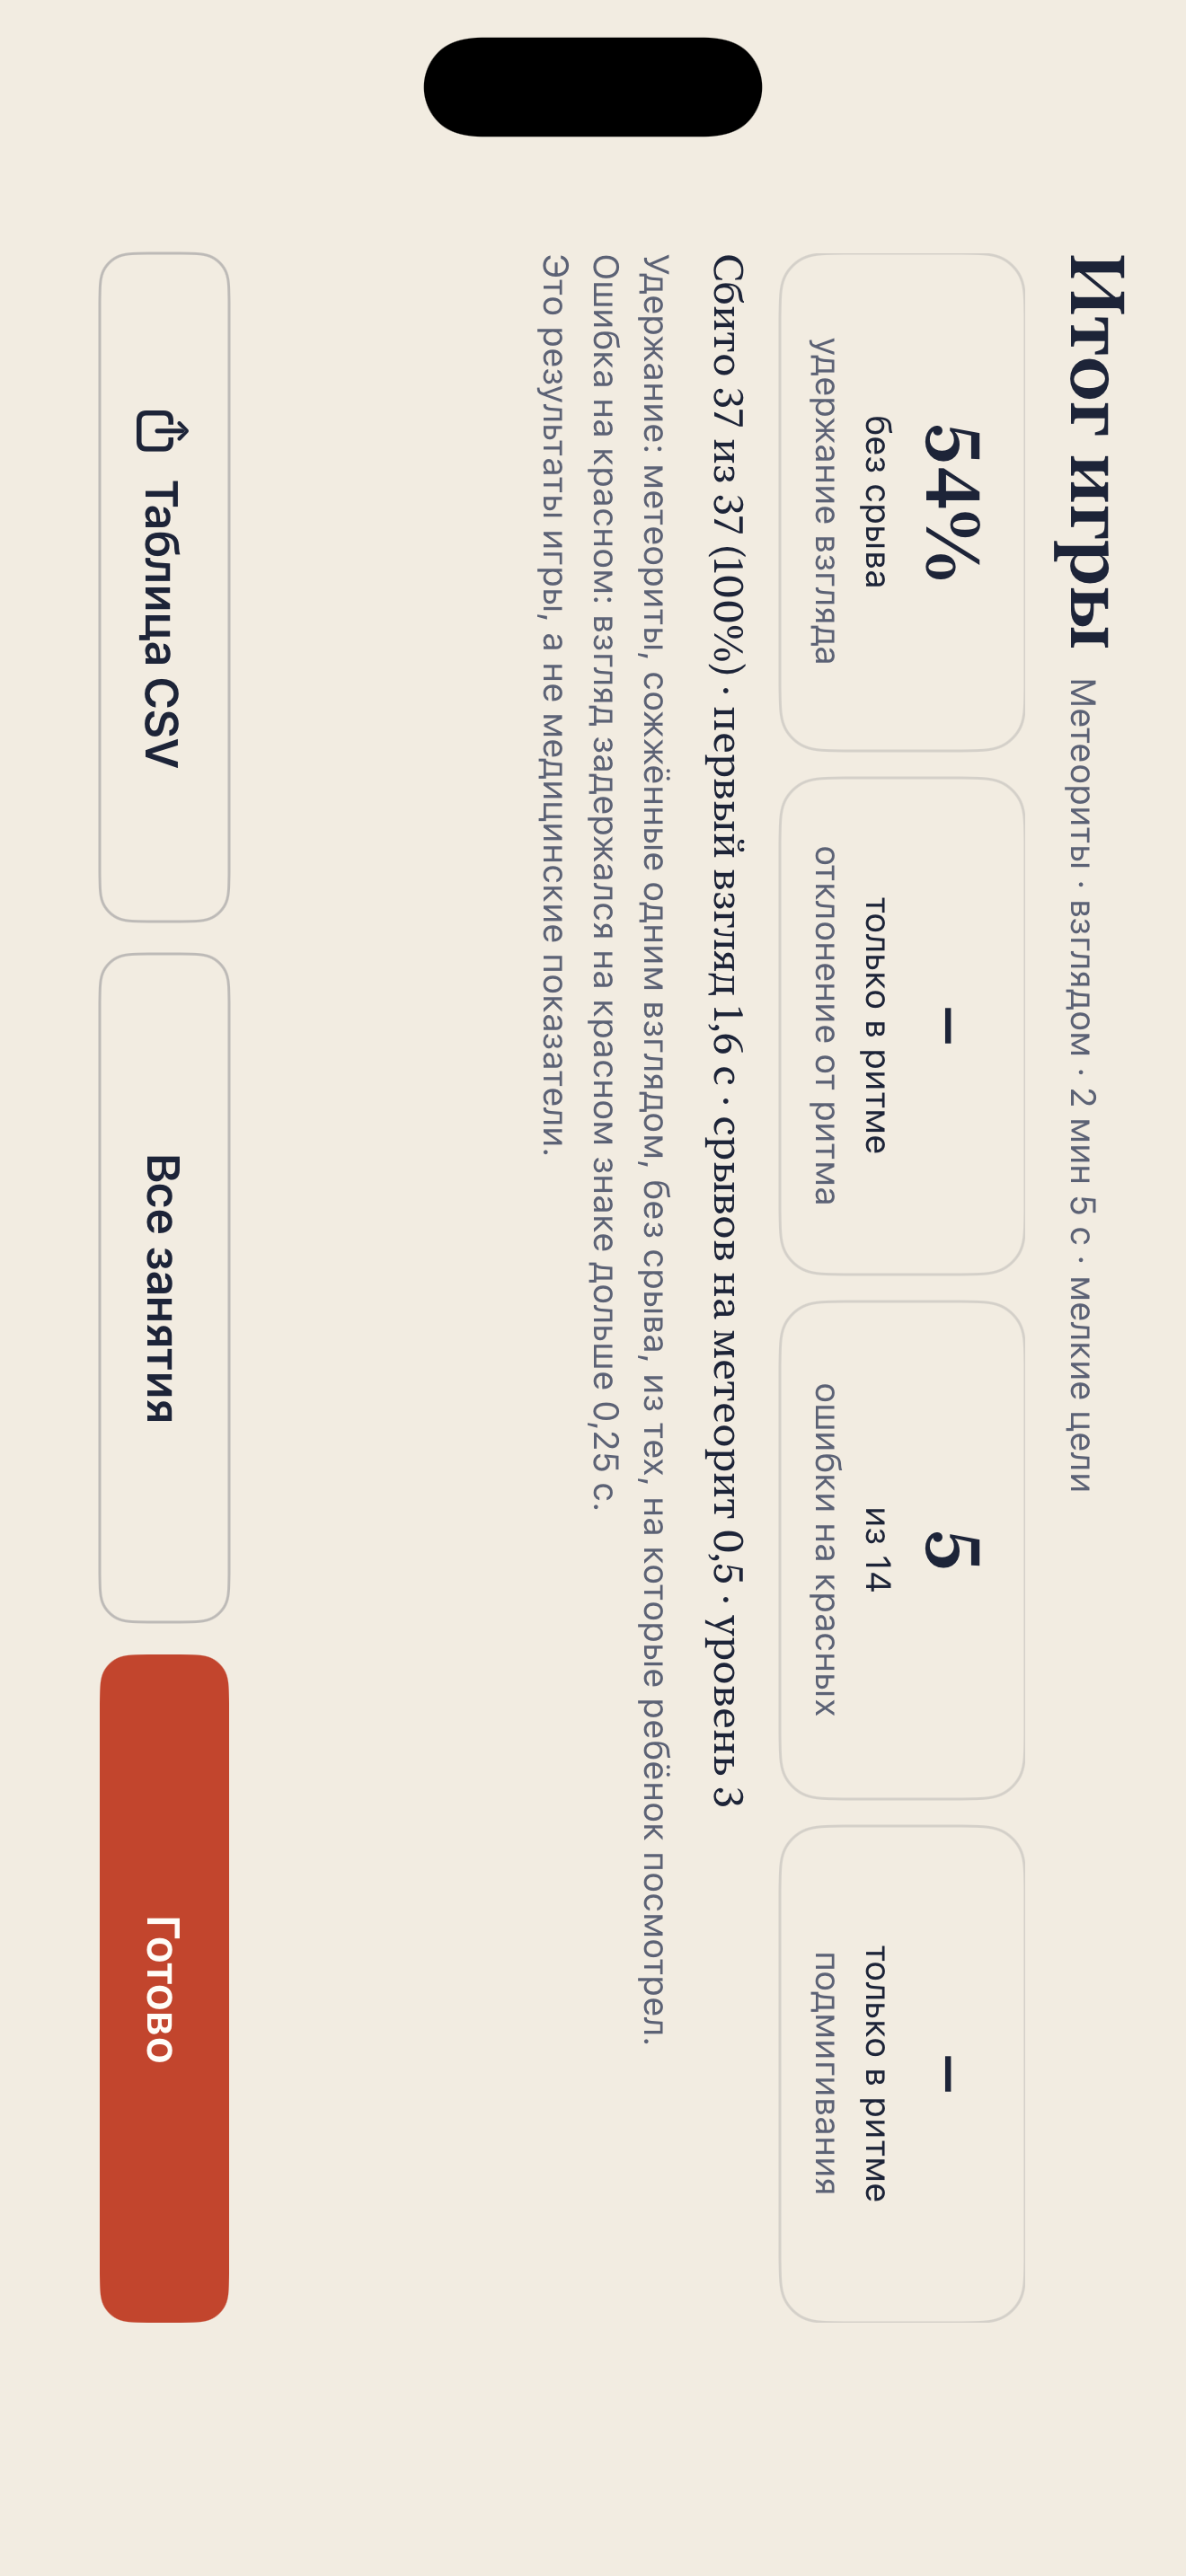 Итог игры Метеориты · взглядом · 2 мин 5 с · мелкие цели
54%
без срыва
удержание взгляда
–
только в ритме
отклонение от ритма
5
из 14
ошибки на красных
–
только в ритме
подмигивания
Сбито 37 из 37 (100%) · первый взгляд 1,6 с · срывов на метеорит 0,5 · уровень 3
Удержание: метеориты, сожжённые одним взглядом, без срыва, из тех, на которые ребёнок посмотрел.
Ошибка на красном: взгляд задержался на красном знаке дольше 0,25 с.
Это результаты игры, а не медицинские показатели.
Таблица CSV
Все занятия
Готово